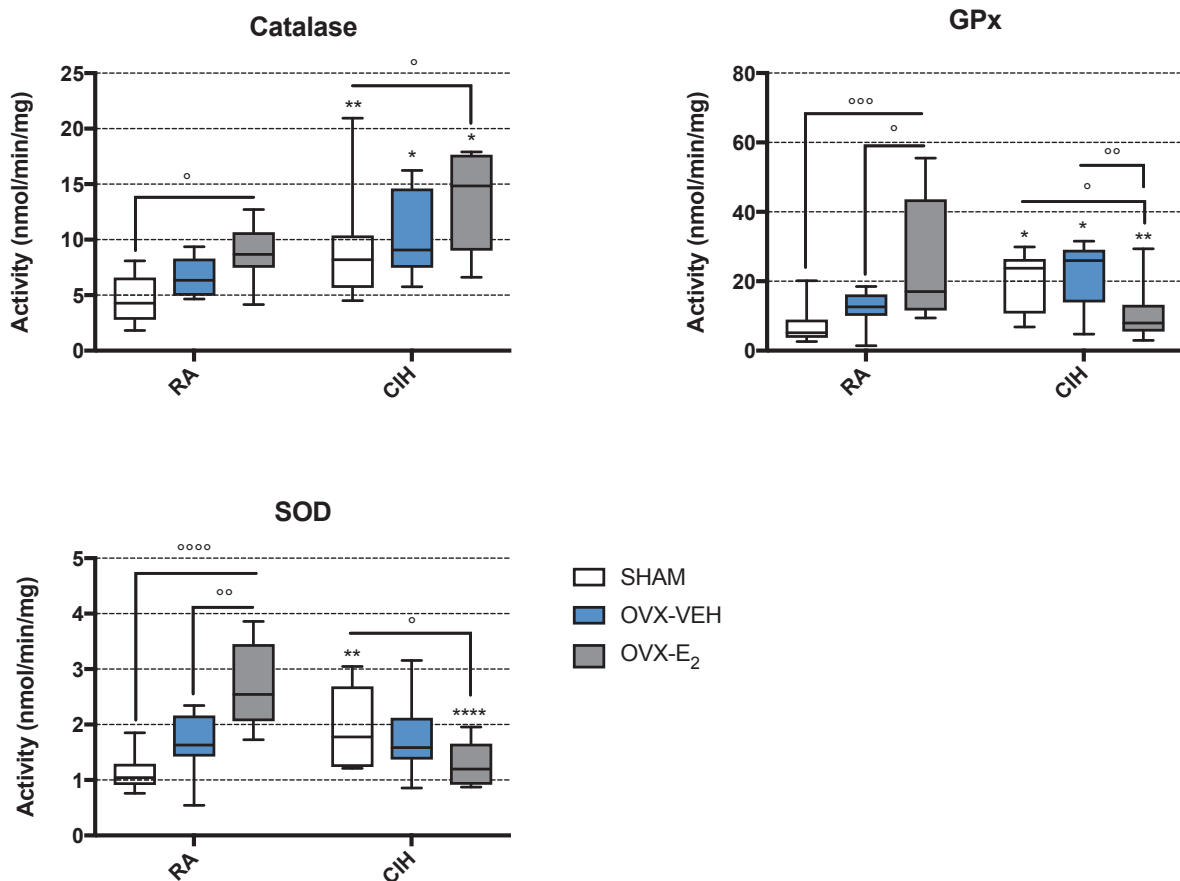 Catalase
Activity (nmol/min/mg)
25
20
15
10
5
0
°
**
°
*
*
RA
CIH
GPx
Activity (nmol/min/mg)
80
60
40
20
0
°°°
°
°°
°
*
*
**
RA
CIH
SOD
Activity (nmol/min/mg)
5
4
3
2
1
0
°°°°
°°
°
**
****
RA
CIH
SHAM
OVX-VEH
OVX-E₂